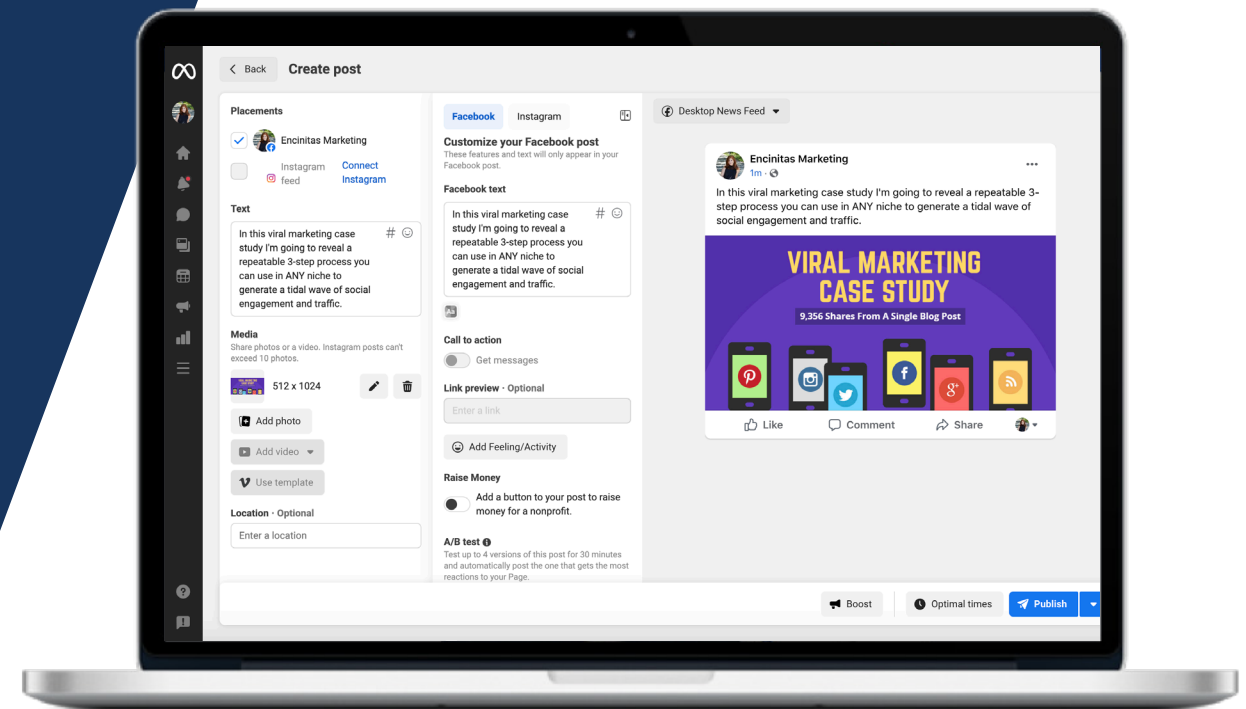 Back
Create post
Placements
Encinitas Marketing
Instagram
feed
Connect
Instagram
Text
In this viral marketing case
study I'm going to reveal a
repeatable 3-step process you
can use in ANY niche to
generate a tidal wave of social
engagement and traffic.
#
Media
Share photos or a video. Instagram posts can't
exceed 10 photos.
512 x 1024
Add photo
Add video
Use template
Location · Optional
Enter a location
Facebook
Instagram
Customize your Facebook post
These features and text will only appear in your
Facebook post.
Facebook text
In this viral marketing case
study I'm going to reveal a
repeatable 3-step process you
can use in ANY niche to
generate a tidal wave of social
engagement and traffic.
#
Call to action
Get messages
Link preview · Optional
Enter a link
Add Feeling/Activity
Raise Money
Add a button to your post to raise
money for a nonprofit.
A/B test
Test up to 4 versions of this post for 30 minutes
and automatically post the one that gets the most
reactions to your Page.
Desktop News Feed
Encinitas Marketing
1m ·
In this viral marketing case study I'm going to reveal a repeatable 3-
step process you can use in ANY niche to generate a tidal wave of
social engagement and traffic.
VIRAL MARKETING
CASE STUDY
9,356 Shares From A Single Blog Post
Like
Comment
Share
Boost
Optimal times
Publish